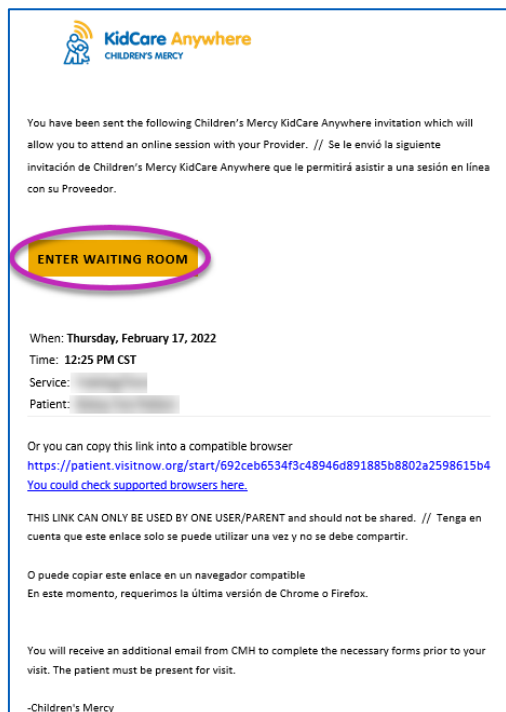 KidCare Anywhere
CHILDREN'S MERCY
You have been sent the following Children's Mercy KidCare Anywhere invitation which will
allow you to attend an online session with your Provider. // Se le envió la siguiente
invitación de Children's Mercy KidCare Anywhere que le permitirá asistir a una sesión en línea
con su Proveedor.
ENTER WAITING ROOM
When: Thursday, February 17, 2022
Time: 12:25 PM CST
Service:
Patient:
Or you can copy this link into a compatible browser
https://patient.visitnow.org/start/692ceb6534f3c48946d891885b8802a2598615b4
You could check supported browsers here.
THIS LINK CAN ONLY BE USED BY ONE USER/PARENT and should not be shared. // Tenga en
cuenta que este enlace solo se puede utilizar una vez y no se debe compartir.
O puede copiar este enlace en un navegador compatible
En este momento, requerimos la última versión de Chrome o Firefox.
You will receive an additional email from CMH to complete the necessary forms prior to your
visit. The patient must be present for visit.
-Children's Mercy